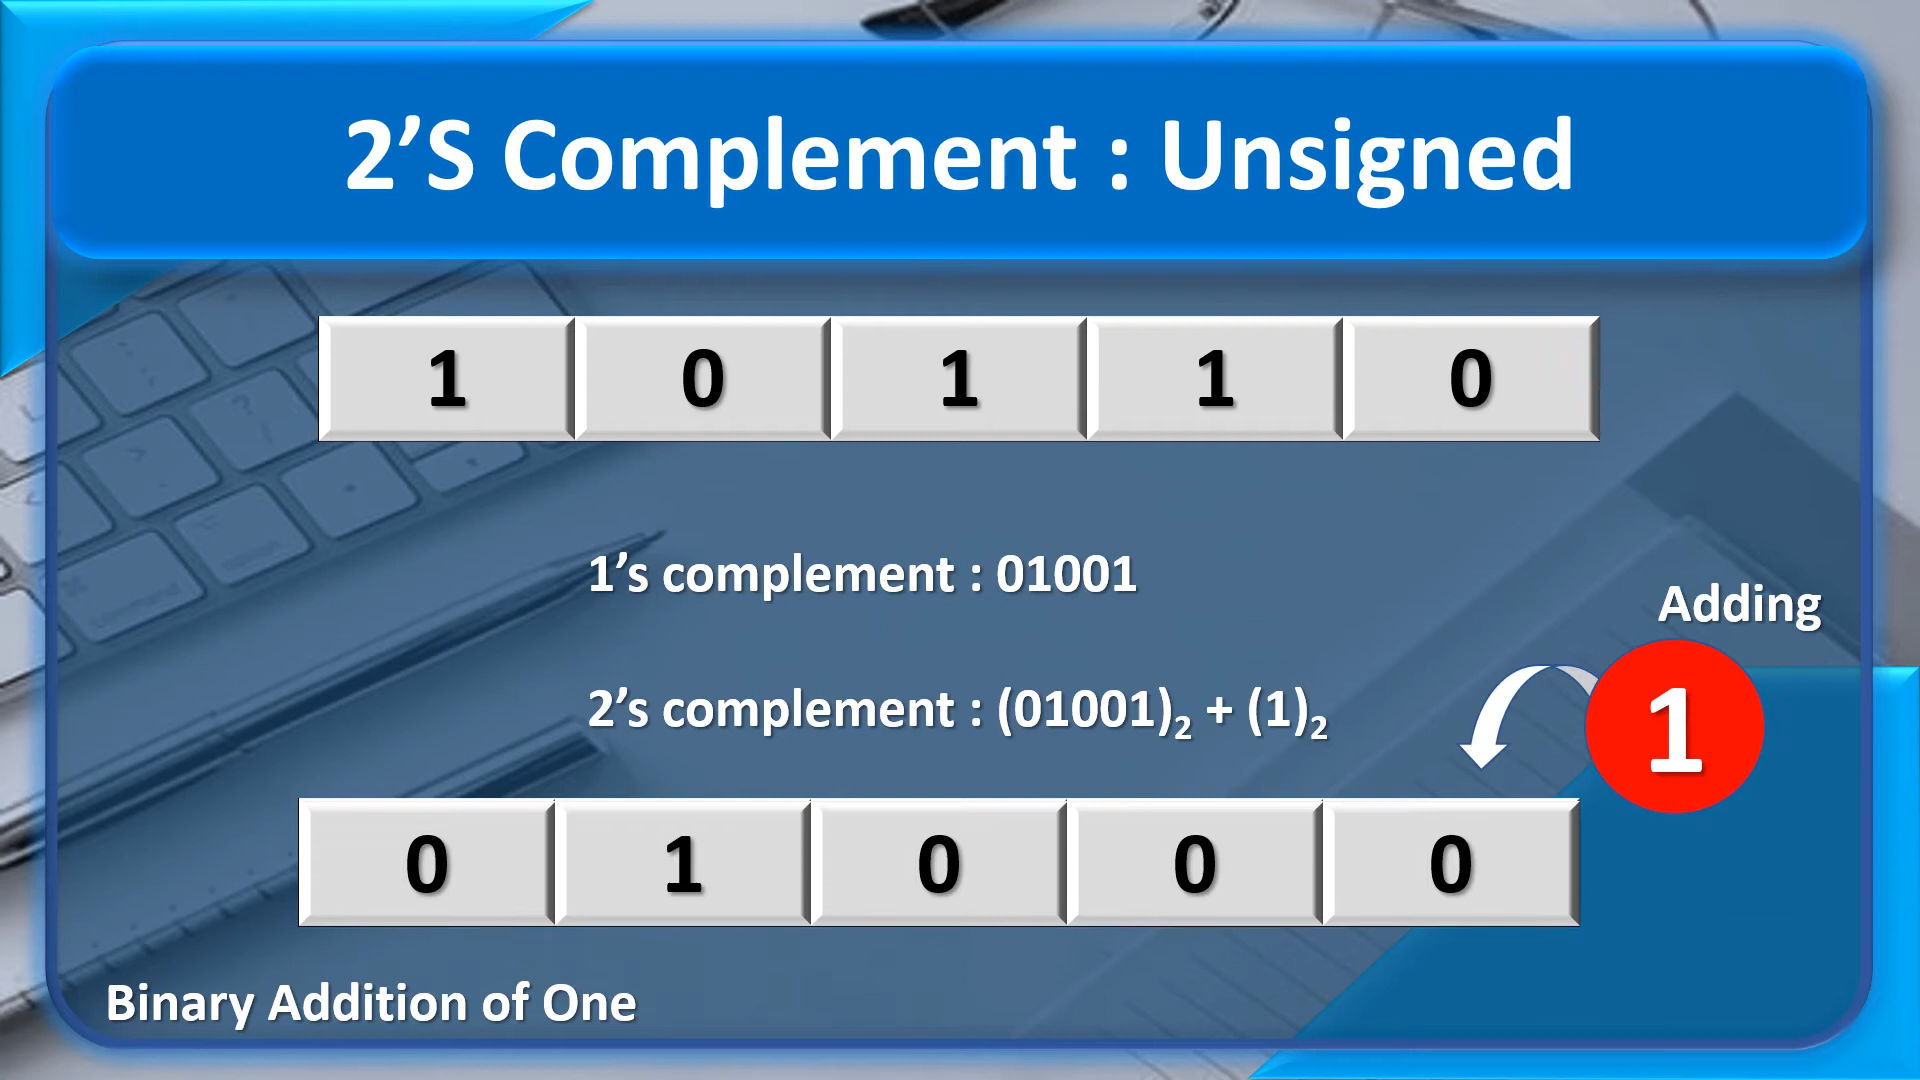 2’S Complement : Unsigned
1 0 1 1 0
1’s complement : 01001
Adding
2’s complement : (01001)₂ + (1)₂
1
0 1 0 0 0
Binary Addition of One